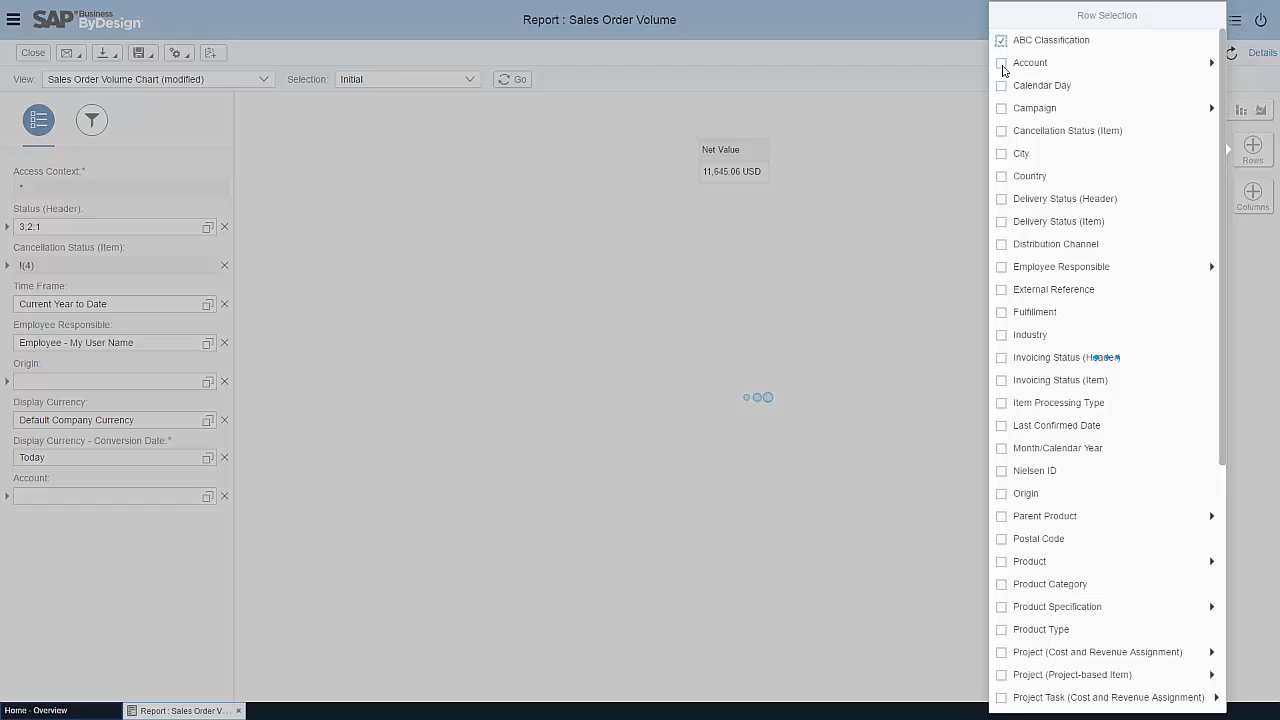 SAP Business ByDesign
Report : Sales Order Volume
Close
Details
View: Sales Order Volume Chart (modified)
Selection: Initial
Go
Access Context:*
*
Status (Header):
3;2;1
Cancellation Status (Item):
!(4)
Time Frame:
Current Year to Date
Employee Responsible:
Employee - My User Name
Origin:
Display Currency:
Default Company Currency
Display Currency - Conversion Date:*
Today
Account:
Net Value
11,645.06 USD
Row Selection
ABC Classification
Account
Calendar Day
Campaign
Cancellation Status (Item)
City
Country
Delivery Status (Header)
Delivery Status (Item)
Distribution Channel
Employee Responsible
External Reference
Fulfillment
Industry
Invoicing Status (Header)
Invoicing Status (Item)
Item Processing Type
Last Confirmed Date
Month/Calendar Year
Nielsen ID
Origin
Parent Product
Postal Code
Product
Product Category
Product Specification
Product Type
Project (Cost and Revenue Assignment)
Project (Project-based Item)
Project Task (Cost and Revenue Assignment)
Rows
Columns
Home - Overview
Report : Sales Order V...